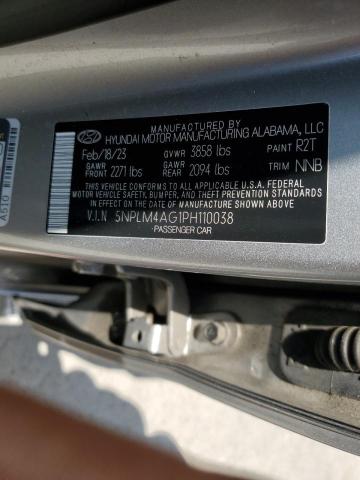 MANUFACTURED BY
HYUNDAI MOTOR MANUFACTURING ALABAMA, LLC
Feb/18/23 GVWR 3858 lbs PAINT R2T
GAWR FRONT 2271 lbs GAWR REAR 2094 lbs TRIM NNB
THIS VEHICLE CONFORMS TO ALL APPLICABLE U.S.A. FEDERAL
MOTOR VEHICLE SAFETY, BUMPER, AND THEFT PREVENTION STANDARDS
IN EFFECT ON THE DATE OF MANUFACTURE SHOWN ABOVE.
V.I.N 5NPLM4AG1PH110038
-PASSENGER CAR
A510